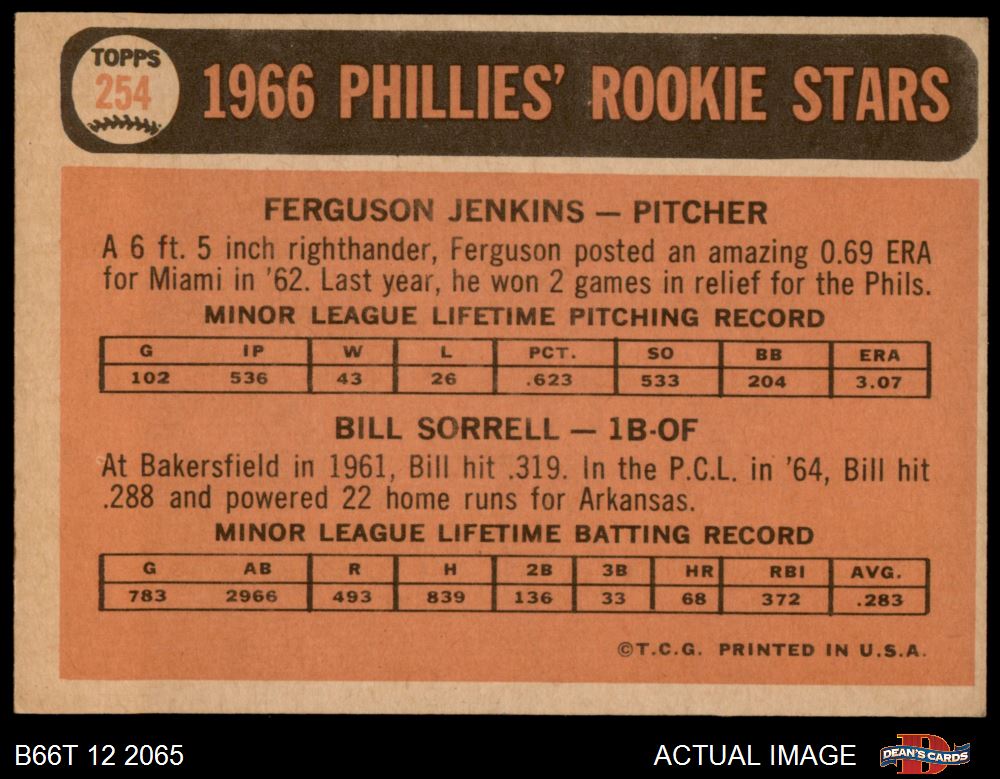 TOPPS
254
1966 PHILLIES' ROOKIE STARS
FERGUSON JENKINS — PITCHER
A 6 ft. 5 inch righthander, Ferguson posted an amazing 0.69 ERA
for Miami in '62. Last year, he won 2 games in relief for the Phils.
MINOR LEAGUE LIFETIME PITCHING RECORD
G IP W L PCT. SO BB ERA
102 536 43 26 .623 533 204 3.07
BILL SORRELL — 1B-OF
At Bakersfield in 1961, Bill hit .319. In the P.C.L. in '64, Bill hit
.288 and powered 22 home runs for Arkansas.
MINOR LEAGUE LIFETIME BATTING RECORD
G AB R H 2B 3B HR RBI AVG.
783 2966 493 839 136 33 68 372 .283
©T.C.G. PRINTED IN U.S.A.
B66T 12 2065 ACTUAL IMAGE DEAN'S CARDS